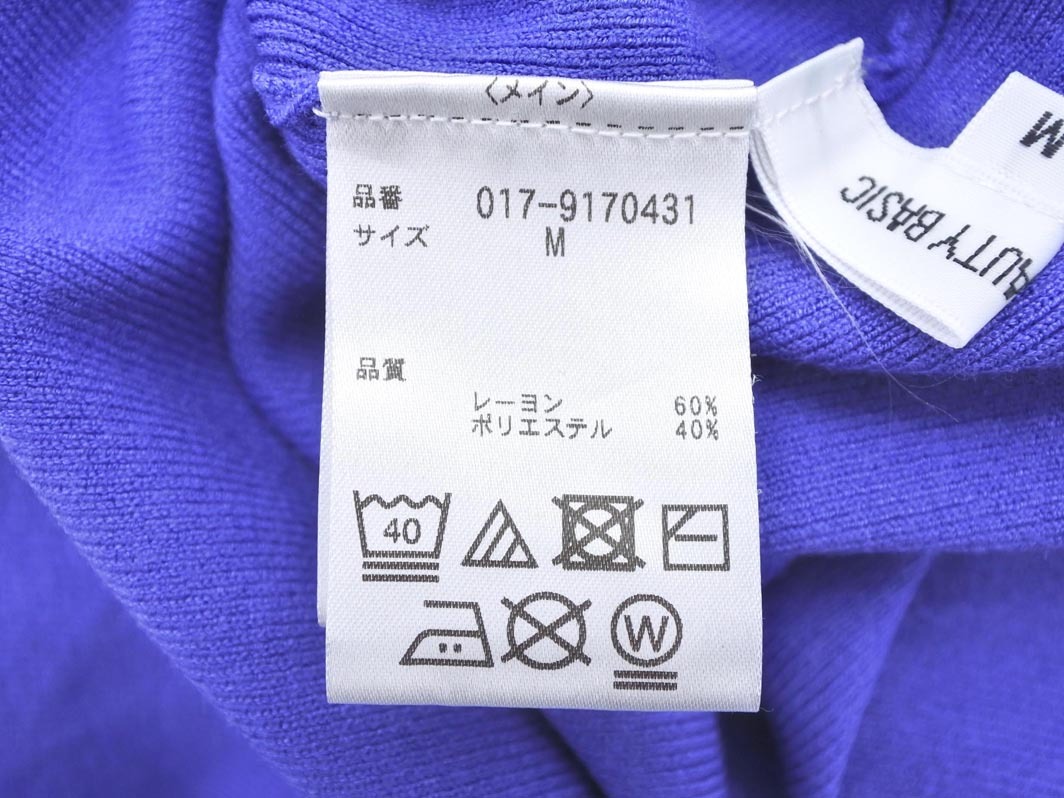 〈メイン〉
品番 017-9170431
サイズ M
品質
レーヨン 60%
ポリエステル 40%
40
W
BASIC
M